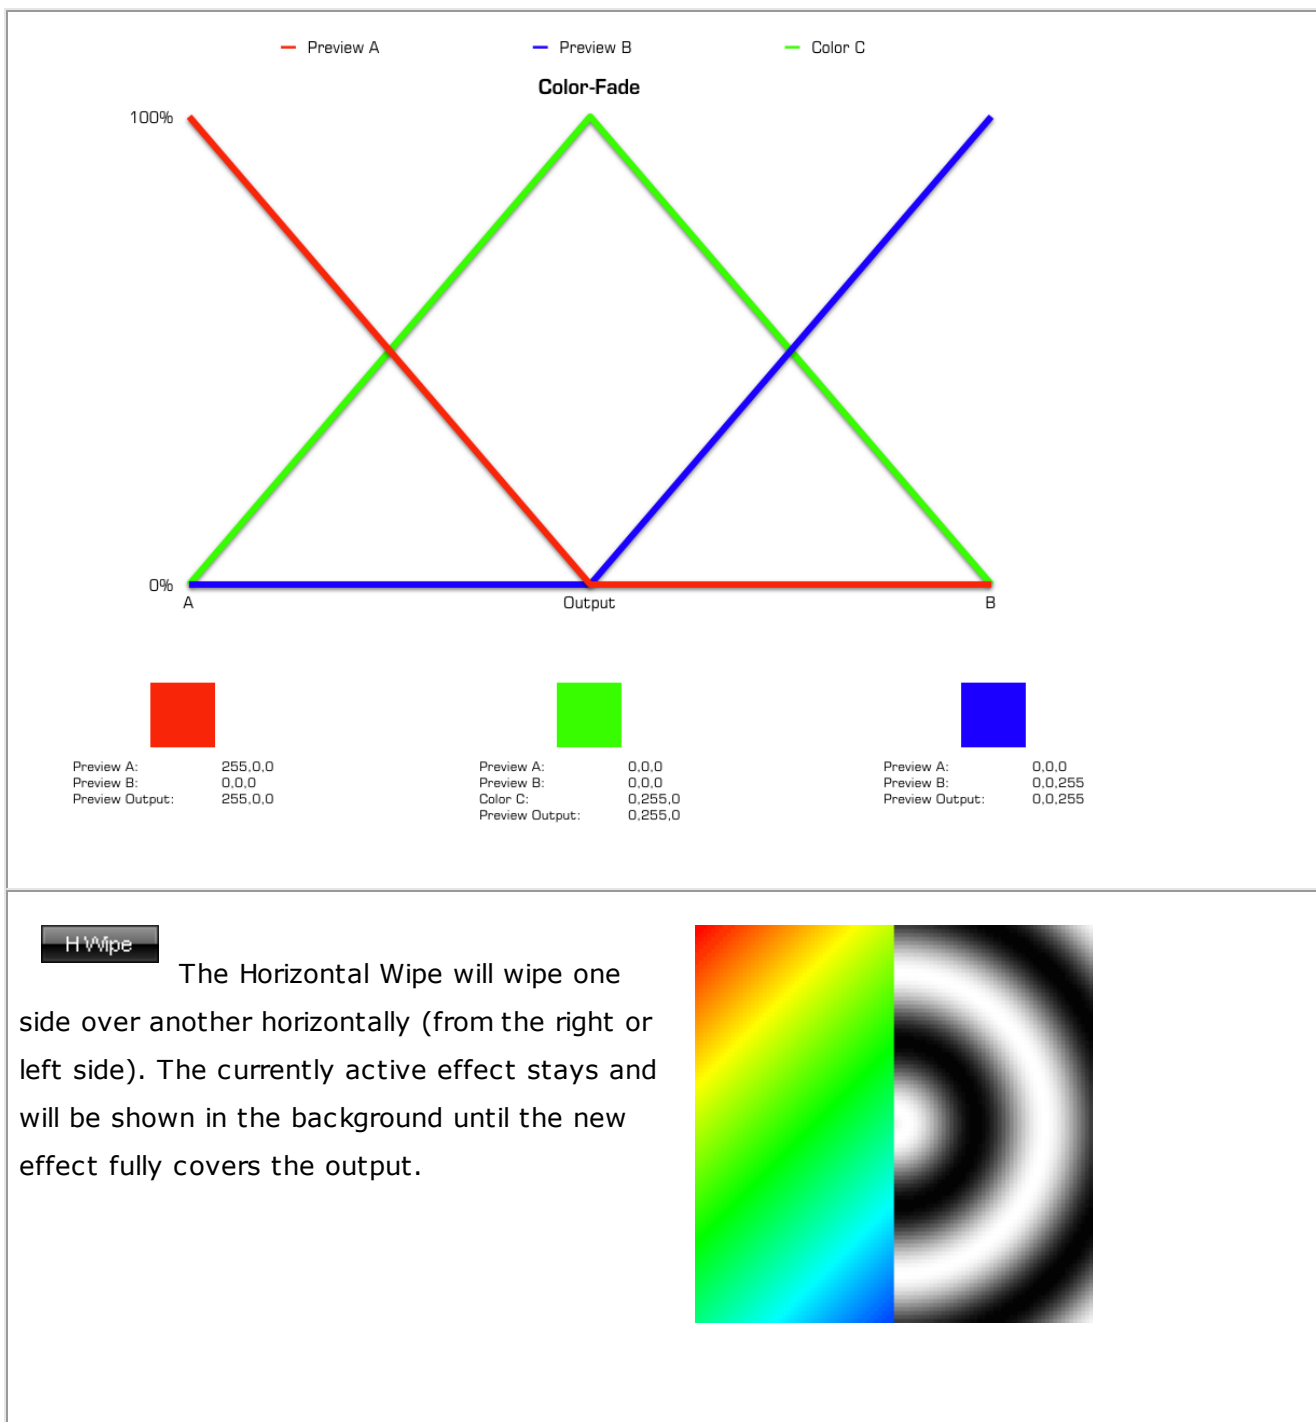 Preview A
Preview B
Color C
Color-Fade
100%
0%
A
Output
B
Preview A: 255,0,0
Preview B: 0,0,0
Preview Output: 255,0,0
Preview A: 0,0,0
Preview B: 0,0,0
Color C: 0,255,0
Preview Output: 0,255,0
Preview A: 0,0,0
Preview B: 0,0,255
Preview Output: 0,0,255
H Wipe
The Horizontal Wipe will wipe one
side over another horizontally (from the right or
left side). The currently active effect stays and
will be shown in the background until the new
effect fully covers the output.